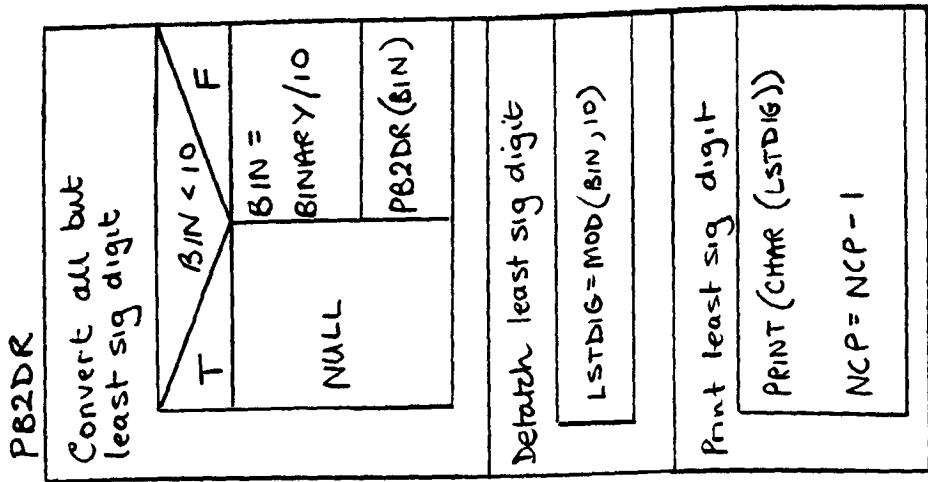 PB2DR
Convert all but
least sig digit
BIN < 10
T
F
NULL
BIN =
BINARY/10
PB2DR(BIN)
Detatch least sig digit
LSTDIG=MOD(BIN,10)
Print least sig digit
PRINT(CHAR(LSTDIG))
NCP=NCP-1